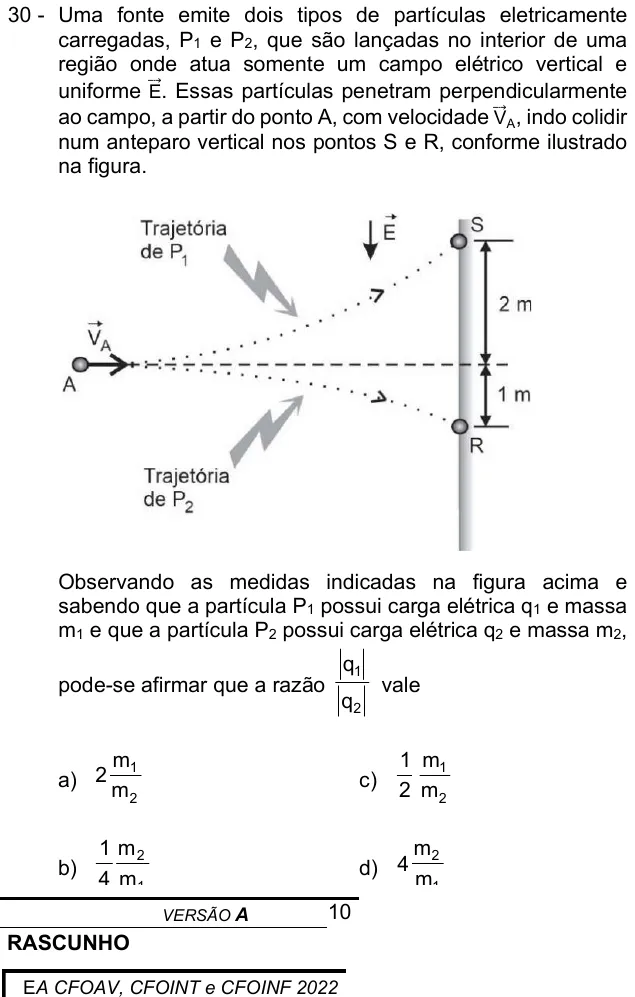 30 - Uma fonte emite dois tipos de partículas eletricamente
carregadas, P1 e P2, que são lançadas no interior de uma
região onde atua somente um campo elétrico vertical e
uniforme E⃗. Essas partículas penetram perpendicularmente
ao campo, a partir do ponto A, com velocidade V⃗A, indo colidir
num anteparo vertical nos pontos S e R, conforme ilustrado
na figura.
Trajetória
de P1
E⃗
S
2 m
V⃗A
A
1 m
R
Trajetória
de P2
Observando as medidas indicadas na figura acima e
sabendo que a partícula P1 possui carga elétrica q1 e massa
m1 e que a partícula P2 possui carga elétrica q2 e massa m2,
pode-se afirmar que a razão |q1|/|q2| vale
a) 2 m1/m2
c) 1/2 m1/m2
b) 1/4 m2/m1
d) 4 m2/m1
VERSÃO A 10
RASCUNHO
EA CFOAV, CFOINT e CFOINF 2022